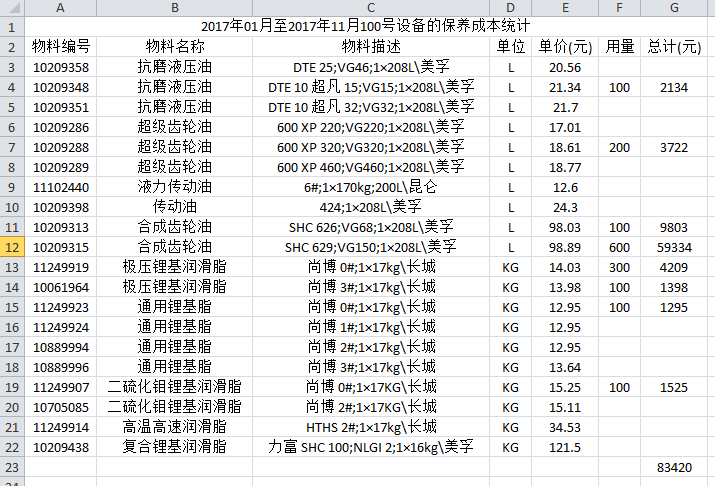 A B C D E F G
1 2017年01月至2017年11月100号设备的保养成本统计
2 物料编号 物料名称 物料描述 单位 单价(元) 用量 总计(元)
3 10209358 抗磨液压油 DTE 25;VG46;1×208L\美孚 L 20.56
4 10209348 抗磨液压油 DTE 10 超凡 15;VG15;1×208L\美孚 L 21.34 100 2134
5 10209351 抗磨液压油 DTE 10 超凡 32;VG32;1×208L\美孚 L 21.7
6 10209286 超级齿轮油 600 XP 220;VG220;1×208L\美孚 L 17.01
7 10209288 超级齿轮油 600 XP 320;VG320;1×208L\美孚 L 18.61 200 3722
8 10209289 超级齿轮油 600 XP 460;VG460;1×208L\美孚 L 18.77
9 11102440 液力传动油 6#;1×170kg;200L\昆仑 L 12.6
10 10209398 传动油 424;1×208L\美孚 L 24.3
11 10209313 合成齿轮油 SHC 626;VG68;1×208L\美孚 L 98.03 100 9803
12 10209315 合成齿轮油 SHC 629;VG150;1×208L\美孚 L 98.89 600 59334
13 11249919 极压锂基润滑脂 尚博 0#;1×17kg\长城 KG 14.03 300 4209
14 10061964 极压锂基润滑脂 尚博 3#;1×17kg\长城 KG 13.98 100 1398
15 11249923 通用锂基脂 尚博 0#;1×17kg\长城 KG 12.95 100 1295
16 11249924 通用锂基脂 尚博 1#;1×17kg\长城 KG 12.95
17 10889994 通用锂基脂 尚博 2#;1×17kg\长城 KG 12.95
18 10889996 通用锂基脂 尚博 3#;1×17kg\长城 KG 13.64
19 11249907 二硫化钼锂基润滑脂 尚博 0#;1×17KG\长城 KG 15.25 100 1525
20 10705085 二硫化钼锂基润滑脂 尚博 2#;1×17KG\长城 KG 15.11
21 11249914 高温高速润滑脂 HTHS 2#;1×17kg\长城 KG 34.53
22 10209438 复合锂基润滑脂 力富 SHC 100;NLGI 2;1×16kg\美孚 KG 121.5
23 83420